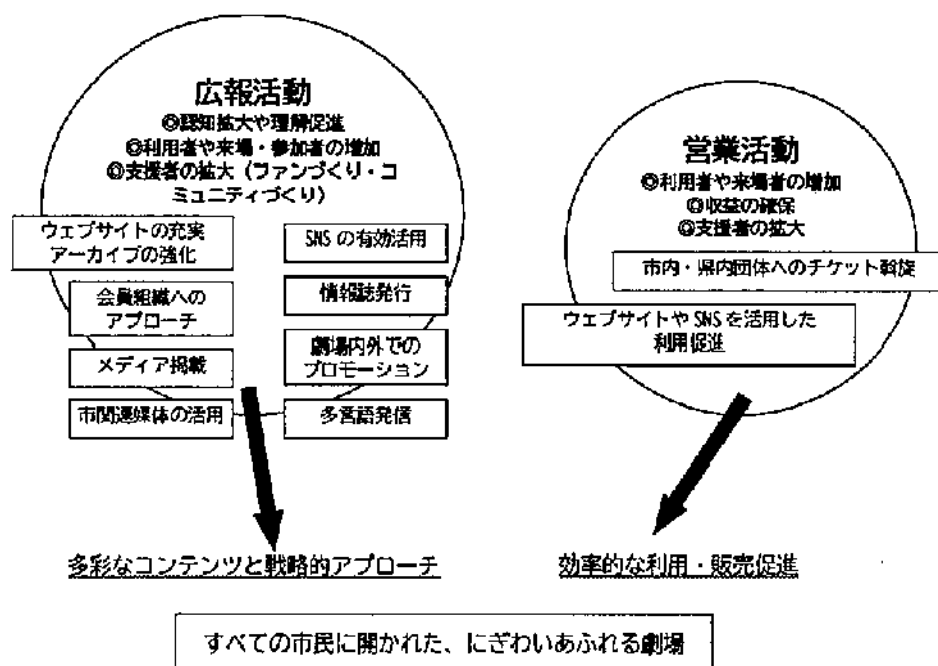 広報活動
◎認知拡大や理解促進
◎利用者や来場・参加者の増加
◎支援者の拡大（ファンづくり・コ
ミュニティづくり）
ウェブサイトの充実
アーカイブの強化
会員組織への
アプローチ
メディア掲載
市関連媒体の活用
SNSの有効活用
情報誌発行
劇場内外での
プロモーション
多言語発信
多彩なコンテンツと戦略的アプローチ
営業活動
◎利用者や来場者の増加
◎収益の確保
◎支援者の拡大
市内・県内団体へのチケット斡旋
ウェブサイトやSNSを活用した
利用促進
効率的な利用・販売促進
すべての市民に開かれた、にぎわいあふれる劇場